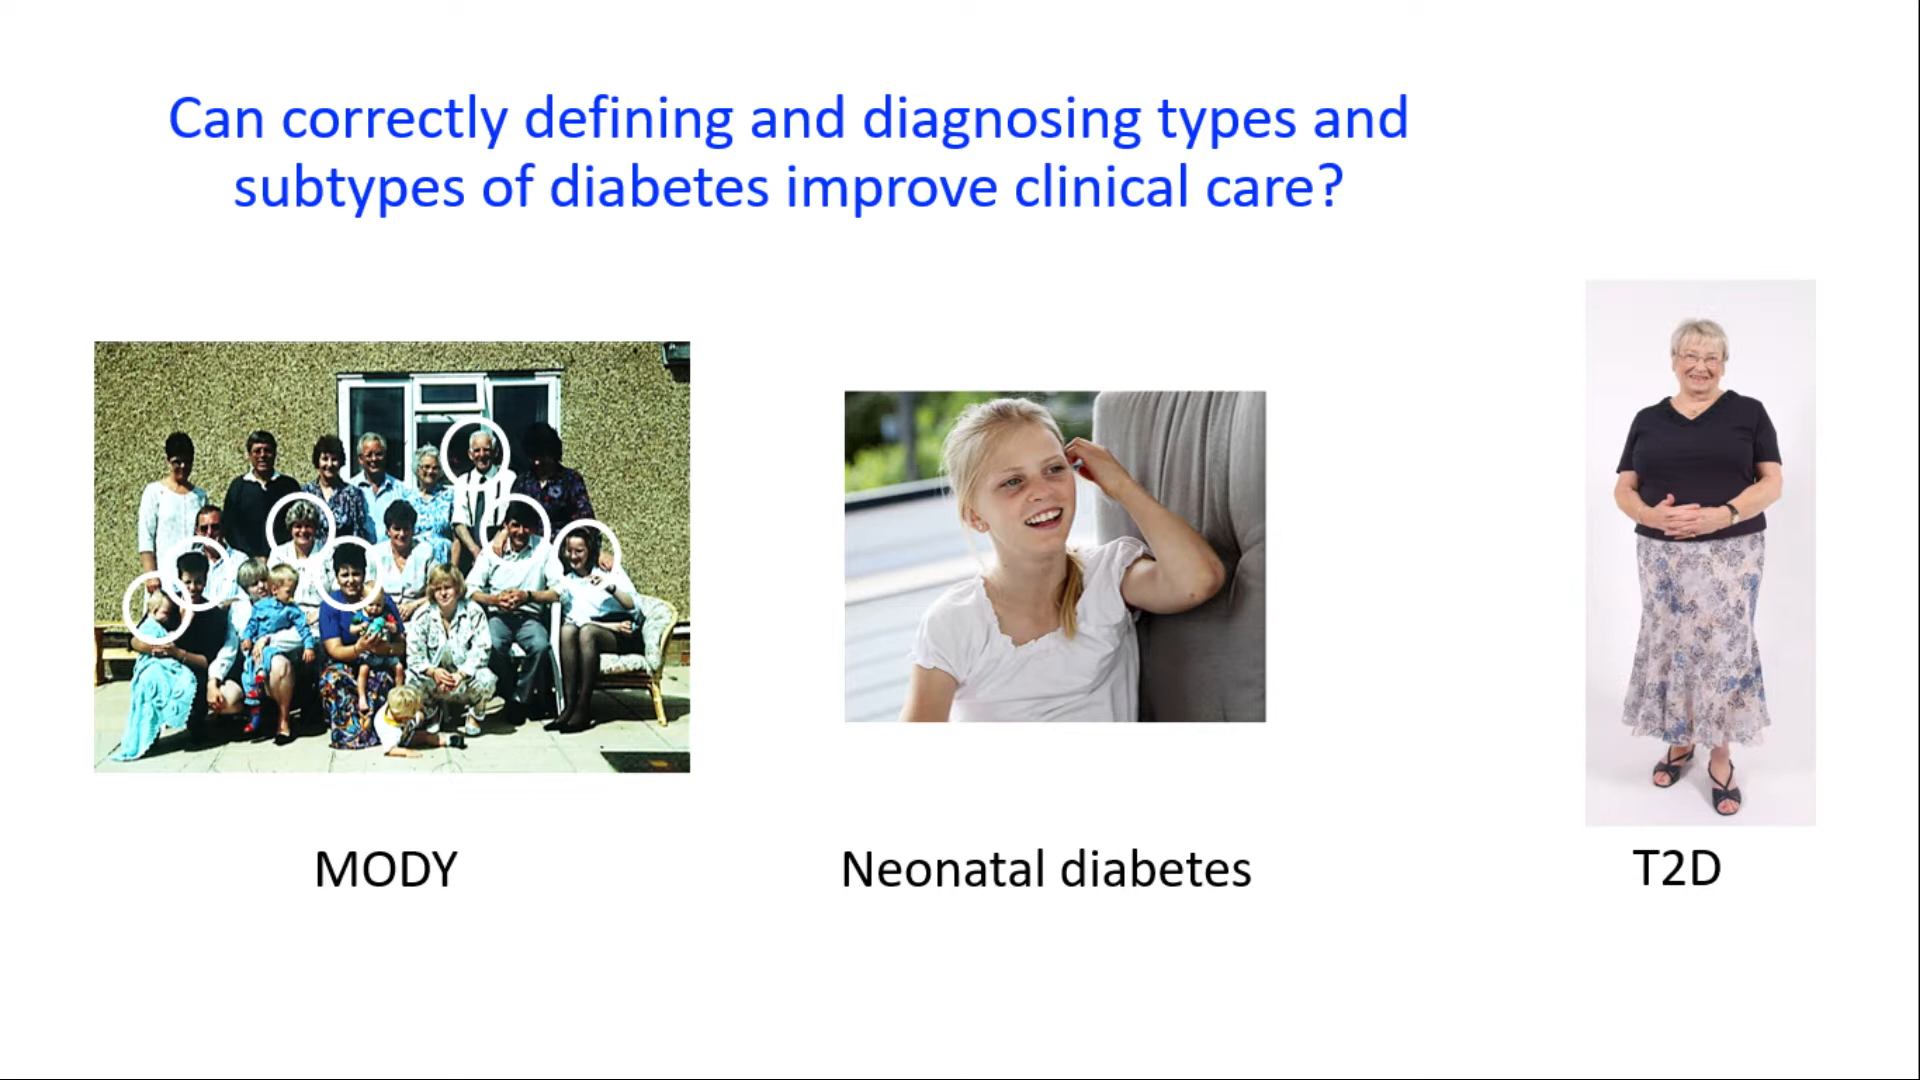 Can correctly defining and diagnosing types and
subtypes of diabetes improve clinical care?
MODY
Neonatal diabetes
T2D